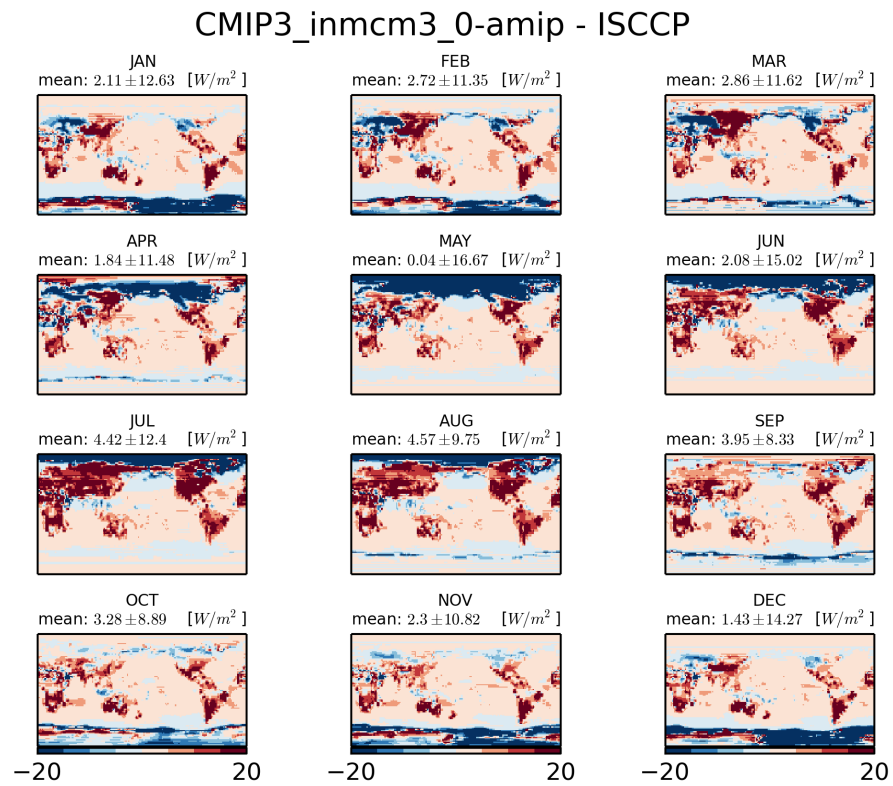 CMIP3_inmcm3_0-amip - ISCCP
JAN FEB MAR
mean: 2.11±12.63 [W/m²] mean: 2.72±11.35 [W/m²] mean: 2.86±11.62 [W/m²]
APR MAY JUN
mean: 1.84±11.48 [W/m²] mean: 0.04±16.67 [W/m²] mean: 2.08±15.02 [W/m²]
JUL AUG SEP
mean: 4.42±12.4 [W/m²] mean: 4.57±9.75 [W/m²] mean: 3.95±8.33 [W/m²]
OCT NOV DEC
mean: 3.28±8.89 [W/m²] mean: 2.3±10.82 [W/m²] mean: 1.43±14.27 [W/m²]
−20 20 −20 20 −20 20